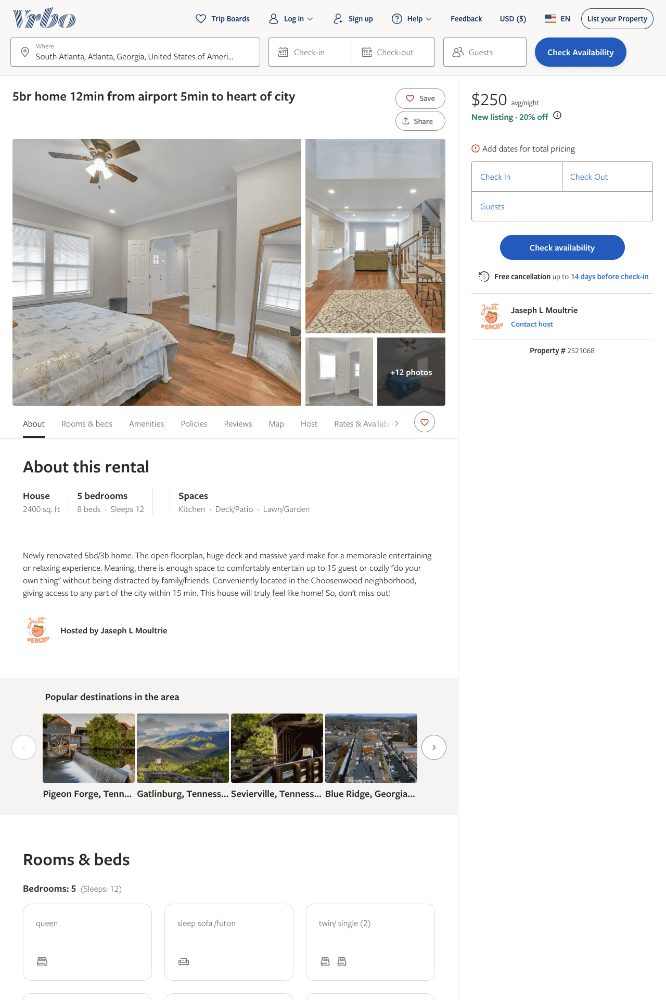 Vrbo
Trip Boards
Log in
Sign up
Help
Feedback
USD ($)
EN
List your Property
Where
South Atlanta, Atlanta, Georgia, United States of Ameri...
Check-in
Check-out
Guests
Check Availability
5br home 12min from airport 5min to heart of city
Save
Share
+12 photos
$250 avg/night
New listing · 20% off
Add dates for total pricing
Check In
Check Out
Guests
Check availability
Free cancellation up to 14 days before check-in
Just
PEACHY
Jaseph L Moultrie
Contact host
Property # 2521068
About
Rooms & beds
Amenities
Policies
Reviews
Map
Host
Rates & Availabili
About this rental
House
2400 sq. ft
5 bedrooms
8 beds · Sleeps 12
Spaces
Kitchen · Deck/Patio · Lawn/Garden
Newly renovated 5bd/3b home. The open floorplan, huge deck and massive yard make for a memorable entertaining
or relaxing experience. Meaning, there is enough space to comfortably entertain up to 15 guest or cozily "do your
own thing" without being distracted by family/friends. Conveniently located in the Choosenwood neighborhood,
giving access to any part of the city within 15 min. This house will truly feel like home! So, don't miss out!
Just
PEACHY
Hosted by Jaseph L Moultrie
Popular destinations in the area
Pigeon Forge, Tenn...
Gatlinburg, Tenness...
Sevierville, Tenness...
Blue Ridge, Georgia...
Rooms & beds
Bedrooms: 5 (Sleeps: 12)
queen
sleep sofa /futon
twin/ single (2)